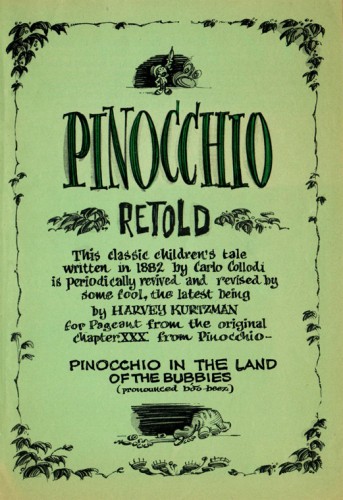 PINOCCHIO
RETOLD
This classic children's tale
written in 1882 by Carlo Collodi
is periodically revived and revised by
some fool, the latest being
by HARVEY KURTZMAN
for Pageant from the original
chapter XXX from Pinocchio—
PINOCCHIO IN THE LAND
OF THE BUBBIES
(pronounced Boo-beez)